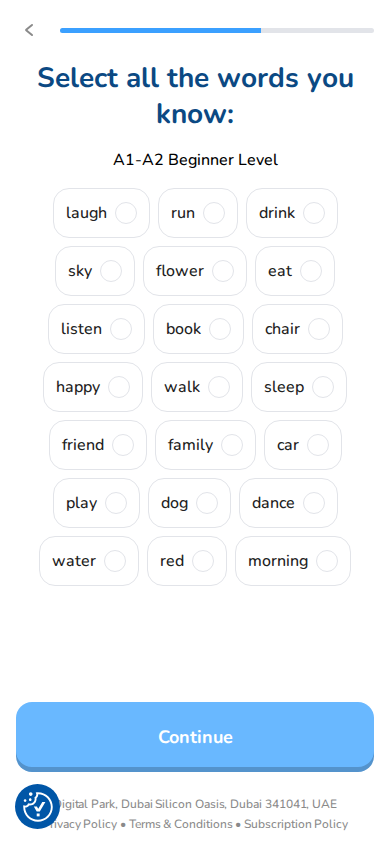 Select all the words you
know:
A1-A2 Beginner Level
laugh run drink
sky flower eat
listen book chair
happy walk sleep
friend family car
play dog dance
water red morning
Continue
Digital Park, Dubai Silicon Oasis, Dubai 341041, UAE
Privacy Policy • Terms & Conditions • Subscription Policy